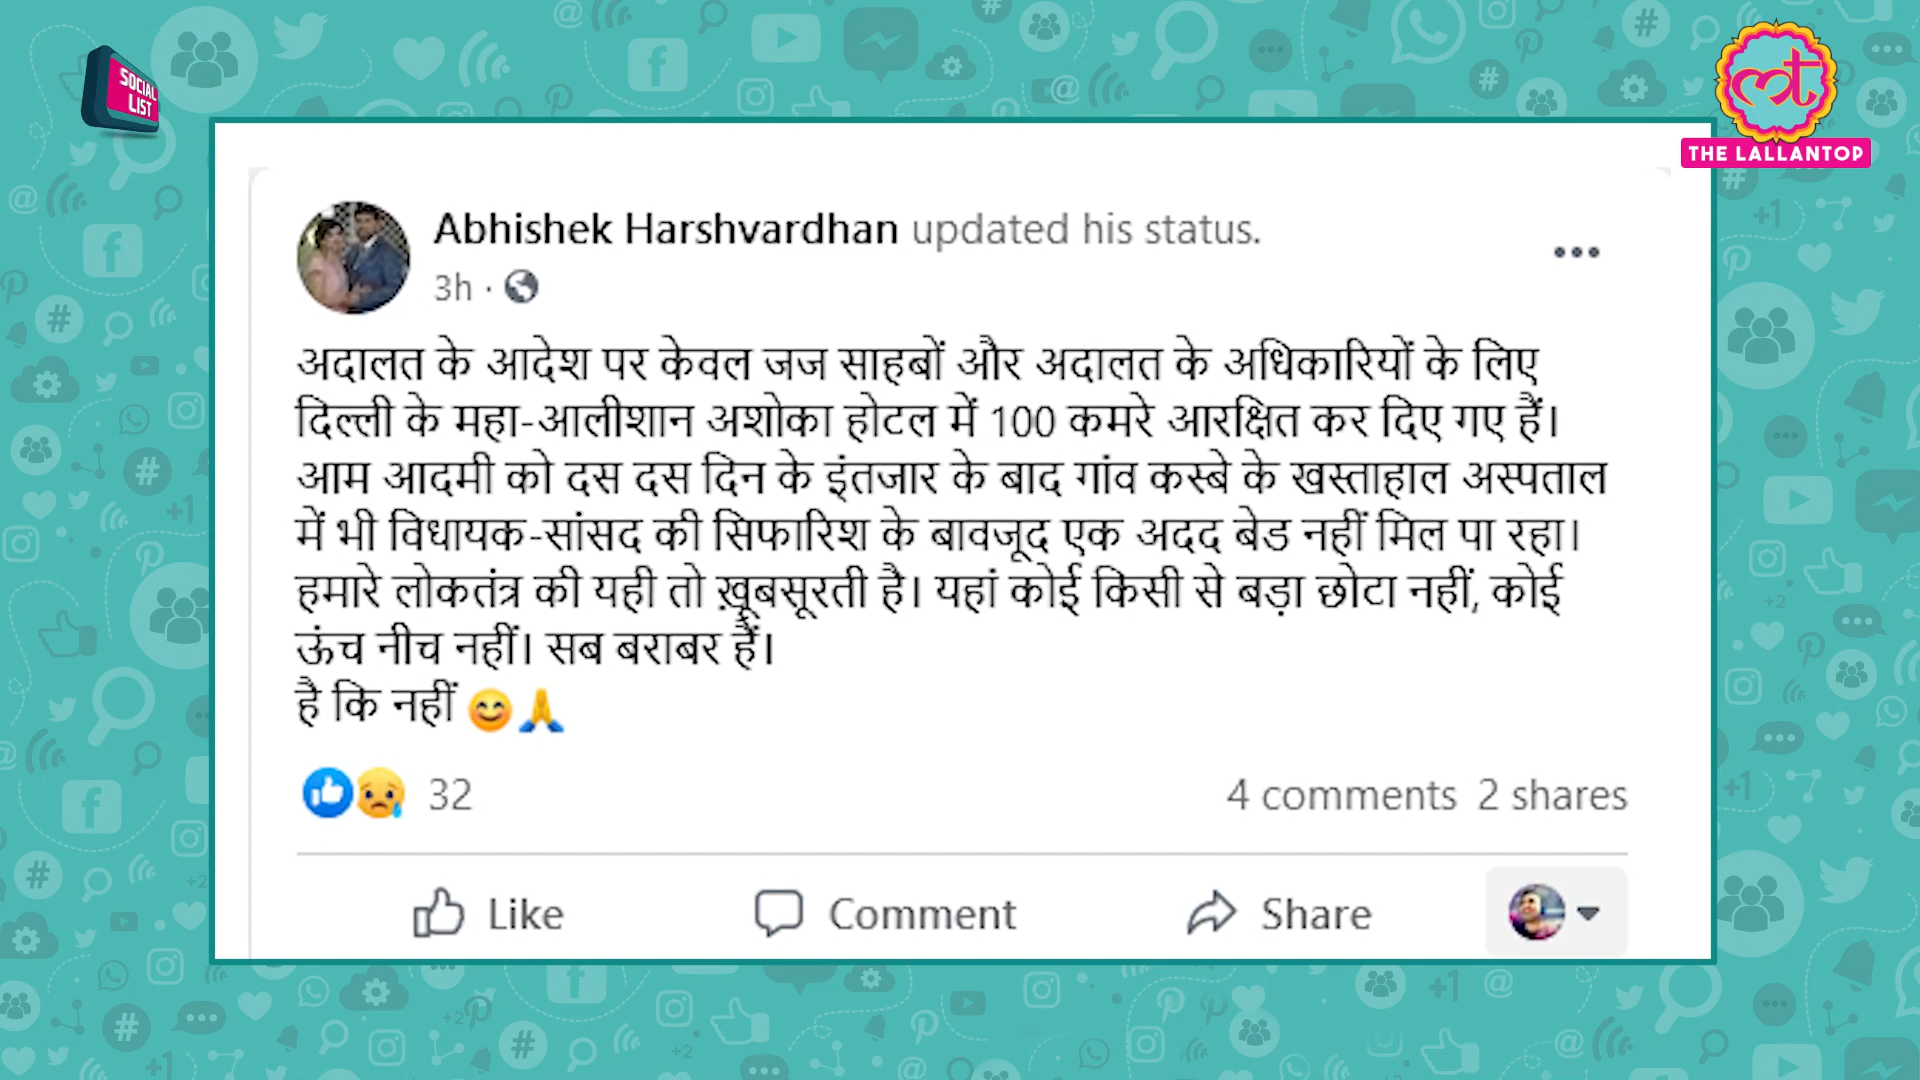 SOCIAL
LIST
THE LALLANTOP
Abhishek Harshvardhan updated his status.
3h ·
अदालत के आदेश पर केवल जज साहबों और अदालत के अधिकारियों के लिए
दिल्ली के महा-आलीशान अशोका होटल में 100 कमरे आरक्षित कर दिए गए हैं।
आम आदमी को दस दस दिन के इंतजार के बाद गांव कस्बे के खस्ताहाल अस्पताल
में भी विधायक-सांसद की सिफारिश के बावजूद एक अदद बेड नहीं मिल पा रहा।
हमारे लोकतंत्र की यही तो ख़ूबसूरती है। यहां कोई किसी से बड़ा छोटा नहीं, कोई
ऊंच नीच नहीं। सब बराबर हैं।
है कि नहीं 😊🙏
32
4 comments 2 shares
Like
Comment
Share